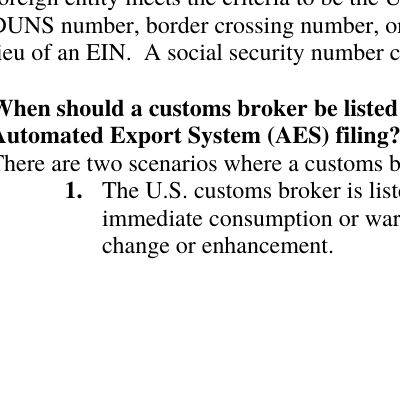 foreign entity meets the criteria to be the U
DUNS number, border crossing number, or
lieu of an EIN.  A social security number c
When should a customs broker be listed
Automated Export System (AES) filing?
There are two scenarios where a customs b
1. The U.S. customs broker is liste
immediate consumption or war
change or enhancement.